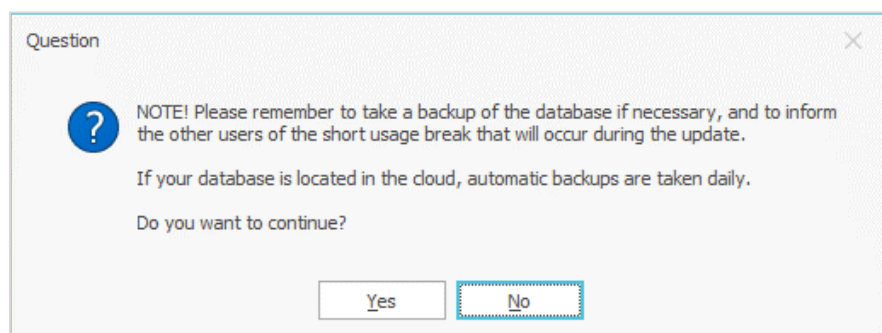 Question
NOTE! Please remember to take a backup of the database if necessary, and to inform
the other users of the short usage break that will occur during the update.
If your database is located in the cloud, automatic backups are taken daily.
Do you want to continue?
Yes
No